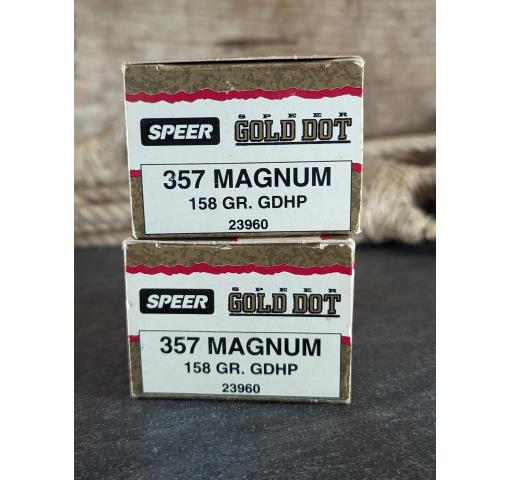 SPEER
SPEER
GOLD DOT
357 MAGNUM
158 GR. GDHP
23960
SPEER
SPEER
GOLD DOT
357 MAGNUM
158 GR. GDHP
23960